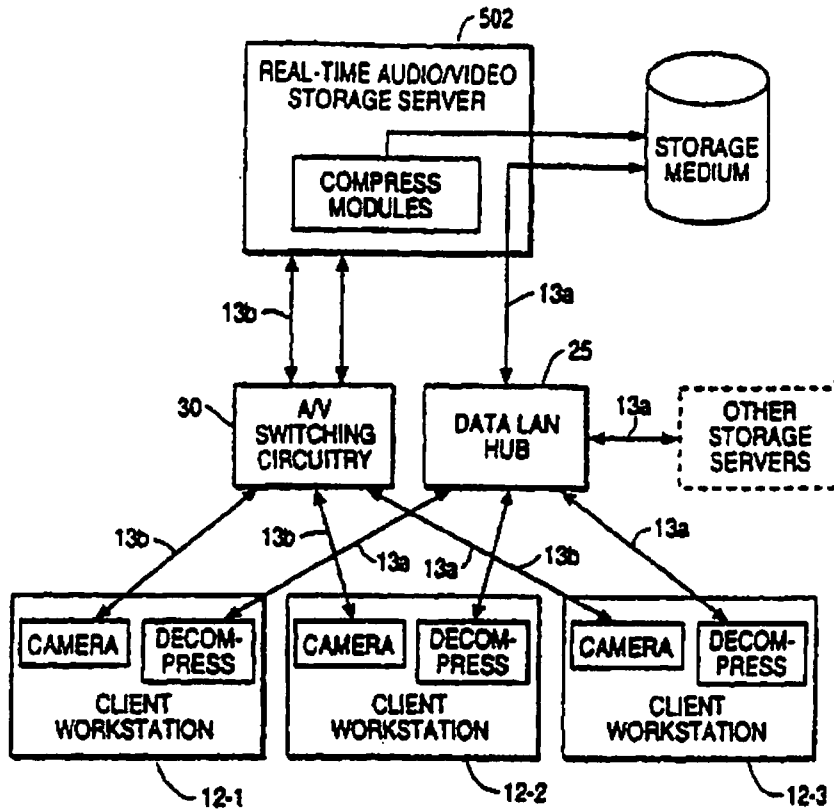 502
REAL-TIME AUDIO/VIDEO
STORAGE SERVER
COMPRESS
MODULES
STORAGE
MEDIUM
13b
13a
25
30
A/V
SWITCHING
CIRCUITRY
DATA LAN
HUB
13a
OTHER
STORAGE
SERVERS
13b
13b
13a
13a
13b
13a
CAMERA
DECOM-
PRESS
CLIENT
WORKSTATION
CAMERA
DECOM-
PRESS
CLIENT
WORKSTATION
CAMERA
DECOM-
PRESS
CLIENT
WORKSTATION
12-1
12-2
12-3